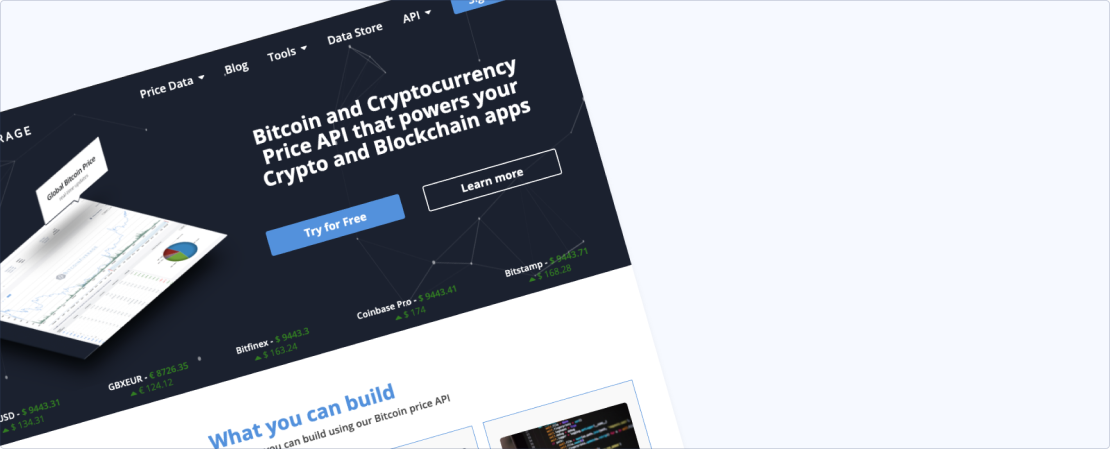 RAGE
Price Data
Blog
Tools
Data Store
API
Bitcoin and Cryptocurrency
Price API that powers your
Crypto and Blockchain apps
Try for Free
Learn more
Global Bitcoin Price
USD - $ 9443.31
$ 134.31
GBXEUR - € 8726.35
€ 124.12
Bitfinex - $ 9443.3
$ 163.24
Coinbase Pro - $ 9443.41
$ 174
Bitstamp - $ 9443.71
$ 168.28
What you can build
you can build using our Bitcoin price API